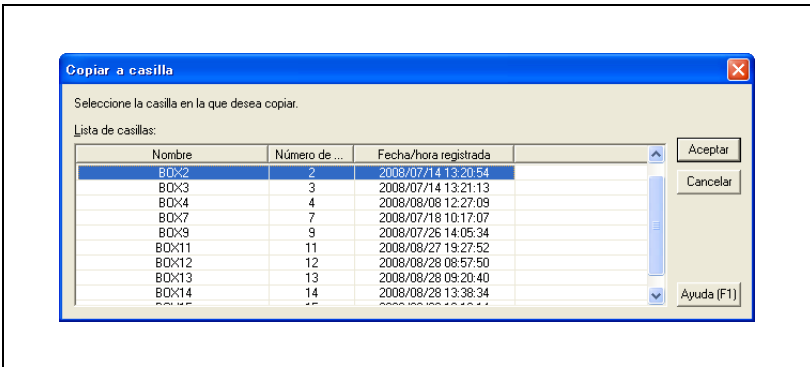 Copiar a casilla
Seleccione la casilla en la que desea copiar.
Lista de casillas:
Nombre Número de ... Fecha/hora registrada
BOX2 2 2008/07/14 13:20:54
BOX3 3 2008/07/14 13:21:13
BOX4 4 2008/08/08 12:27:09
BOX7 7 2008/07/18 10:17:07
BOX9 9 2008/07/26 14:05:34
BOX11 11 2008/08/27 19:27:52
BOX12 12 2008/08/28 08:57:50
BOX13 13 2008/08/28 09:20:40
BOX14 14 2008/08/28 13:38:34
Aceptar
Cancelar
Ayuda (F1)